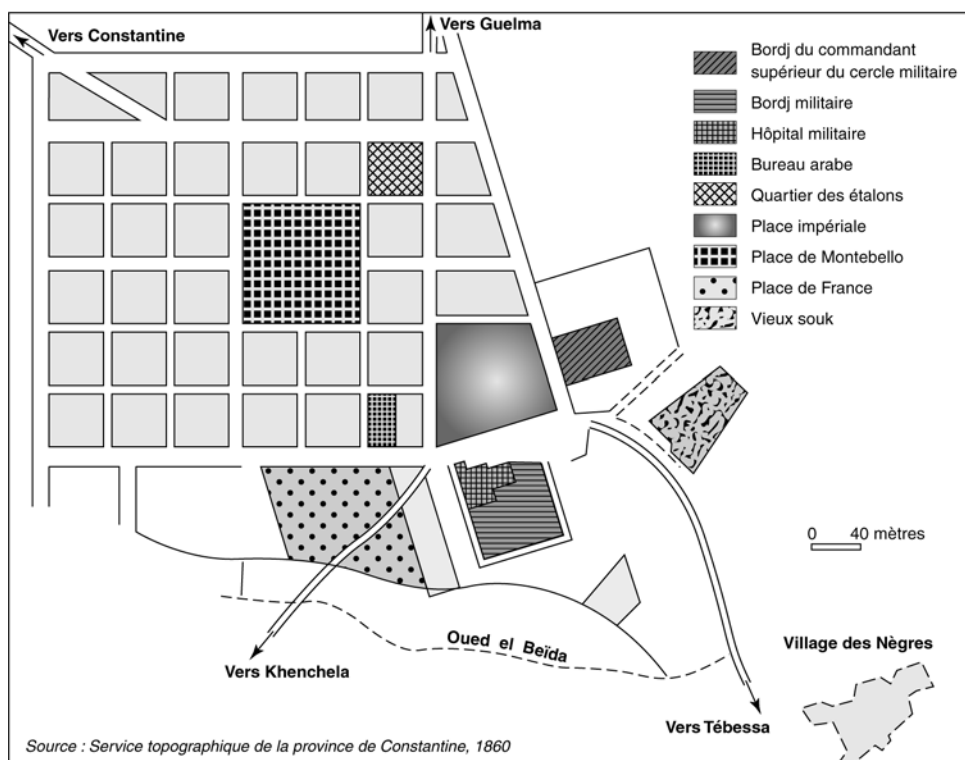 Vers Constantine
Vers Guelma
Bordj du commandant
supérieur du cercle militaire
Bordj militaire
Hôpital militaire
Bureau arabe
Quartier des étalons
Place impériale
Place de Montebello
Place de France
Vieux souk
0 40 mètres
Oued el Beïda
Village des Nègres
Vers Khenchela
Vers Tébessa
Source : Service topographique de la province de Constantine, 1860